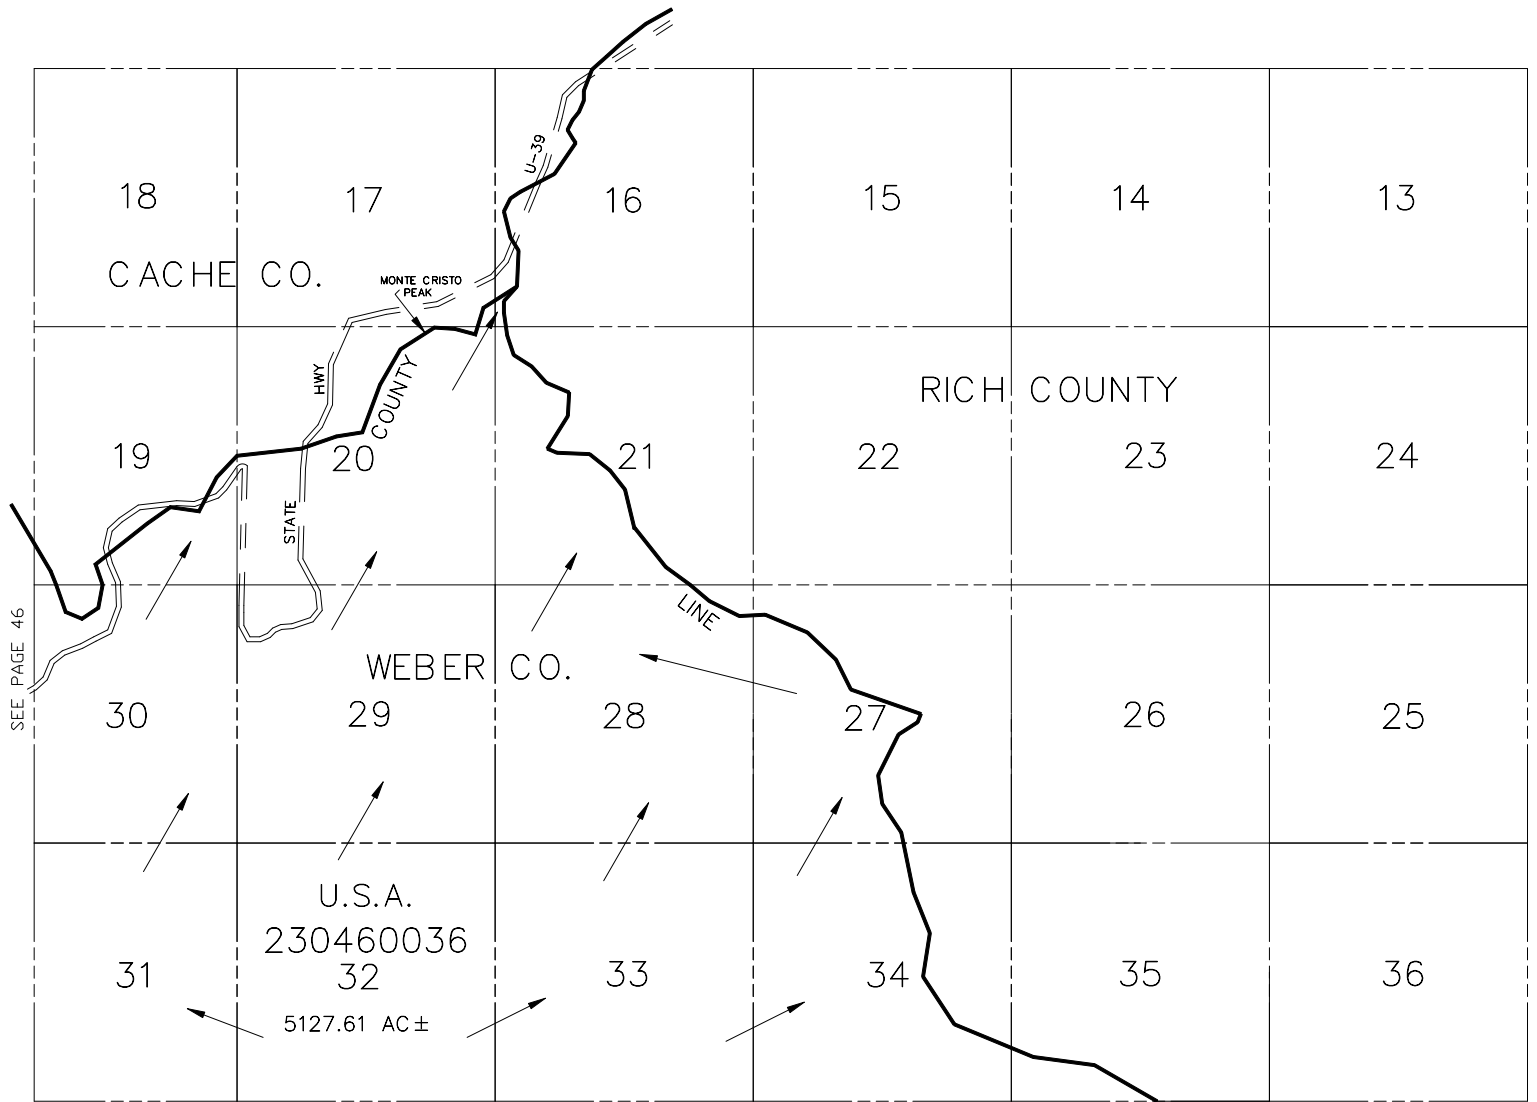 U-39
18
17
16
15
14
13
CACHE CO.
MONTE CRISTO
PEAK
HWY
COUNTY
RICH COUNTY
19
20
21
22
23
24
STATE
LINE
SEE PAGE 46
WEBER CO.
30
29
28
27
26
25
U.S.A.
230460036
31
32
33
34
35
36
5127.61 AC±